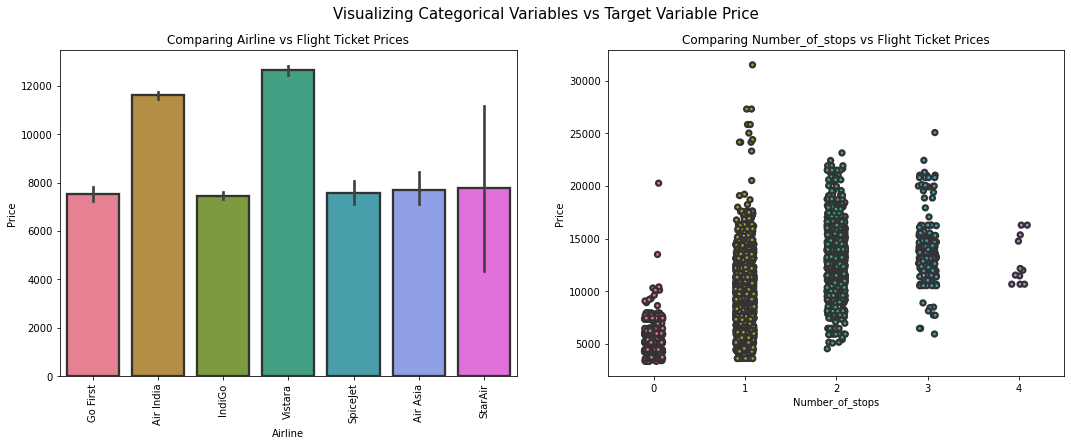 Visualizing Categorical Variables vs Target Variable Price
Comparing Airline vs Flight Ticket Prices
Price
12000
10000
8000
6000
4000
2000
0
Go First
Air India
IndiGo
Vistara
SpiceJet
Air Asia
StarAir
Airline
Comparing Number_of_stops vs Flight Ticket Prices
Price
30000
25000
20000
15000
10000
5000
0
1
2
3
4
Number_of_stops